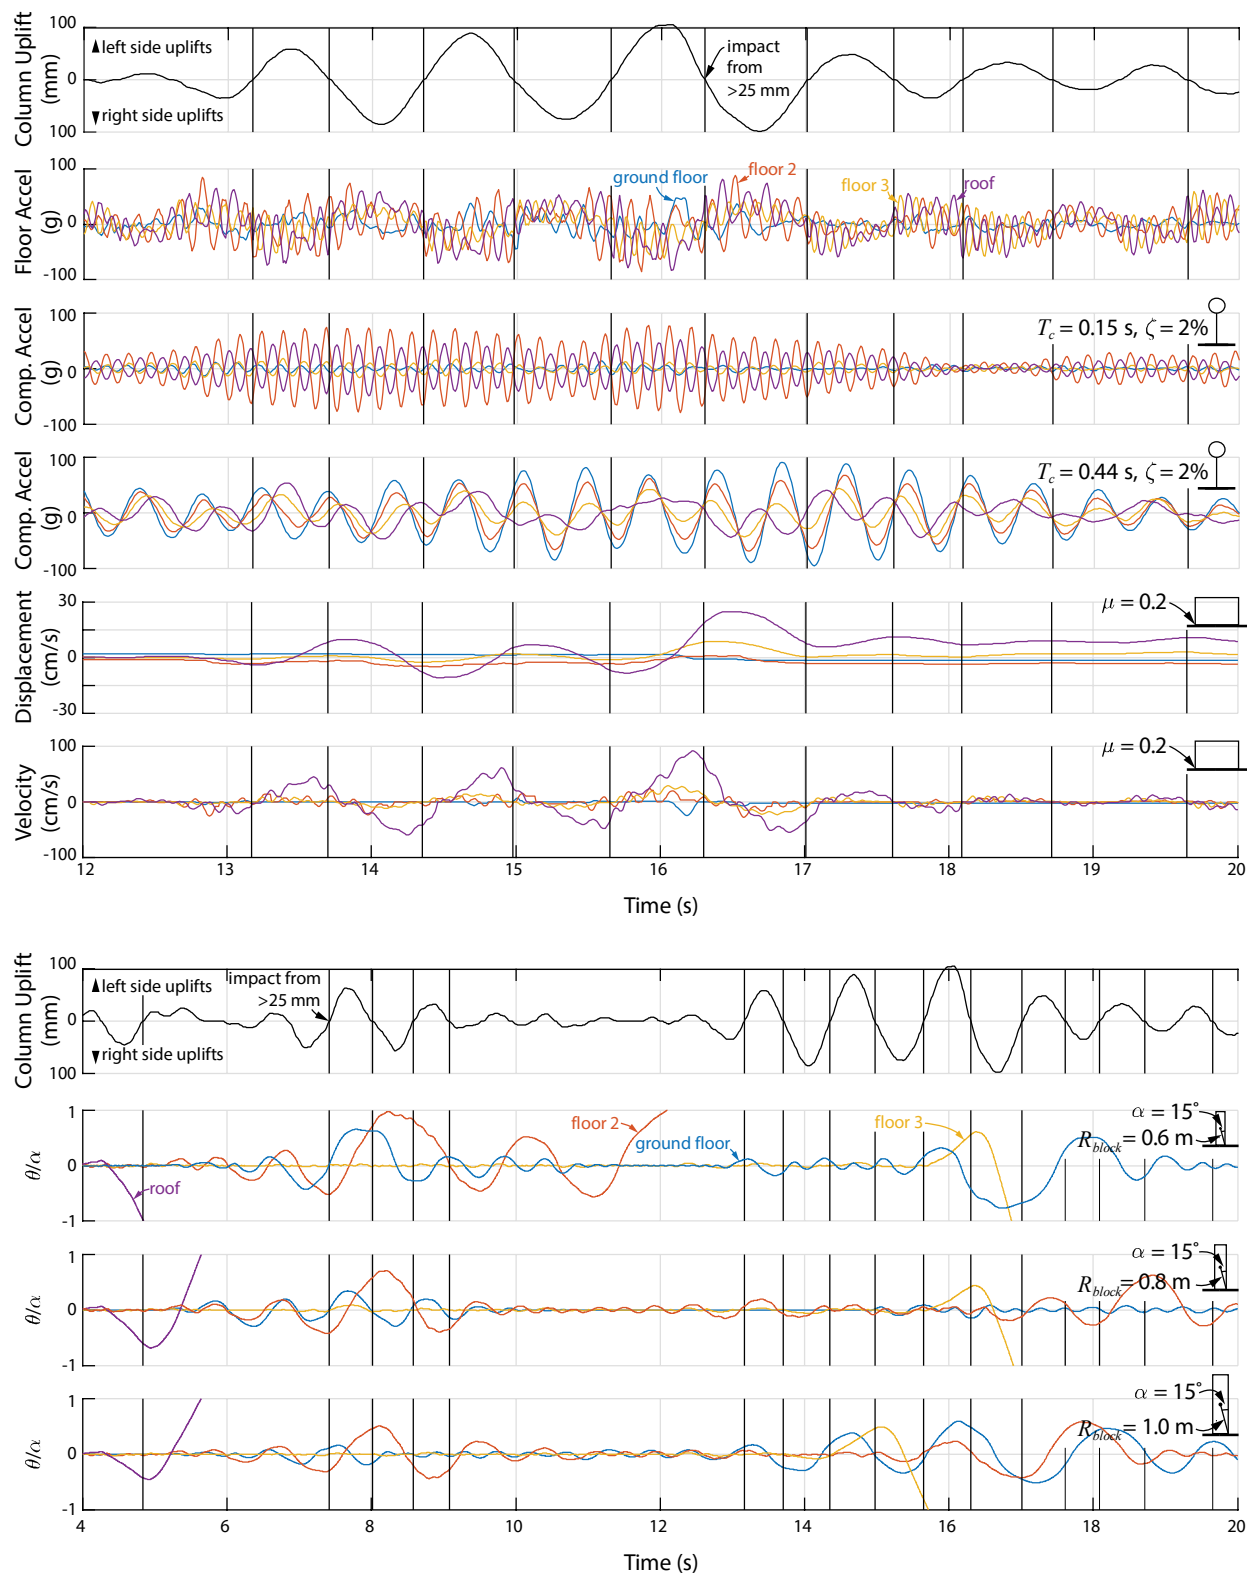 Column Uplift
(mm)
100
0
100
▲ left side uplifts
▼ right side uplifts
impact
from
>25 mm
Floor Accel
(g)
100
0
-100
ground floor
floor 2
floor 3
roof
Comp. Accel
(g)
100
0
-100
T_c = 0.15 s, ζ = 2%
Comp. Accel
(g)
100
0
-100
T_c = 0.44 s, ζ = 2%
Displacement
cm/s
30
0
-30
μ = 0.2
Velocity
(cm/s)
100
0
-100
μ = 0.2
12 13 14 15 16 17 18 19 20
Time (s)
Column Uplift
(mm)
100
0
100
▲ left side uplifts
▼ right side uplifts
impact from
>25 mm
θ/α
1
0
-1
roof
floor 2
ground floor
floor 3
α = 15°
R_block = 0.6 m
θ/α
1
0
-1
α = 15°
R_block = 0.8 m
θ/α
1
0
-1
α = 15°
R_block = 1.0 m
4 6 8 10 12 14 16 18 20
Time (s)